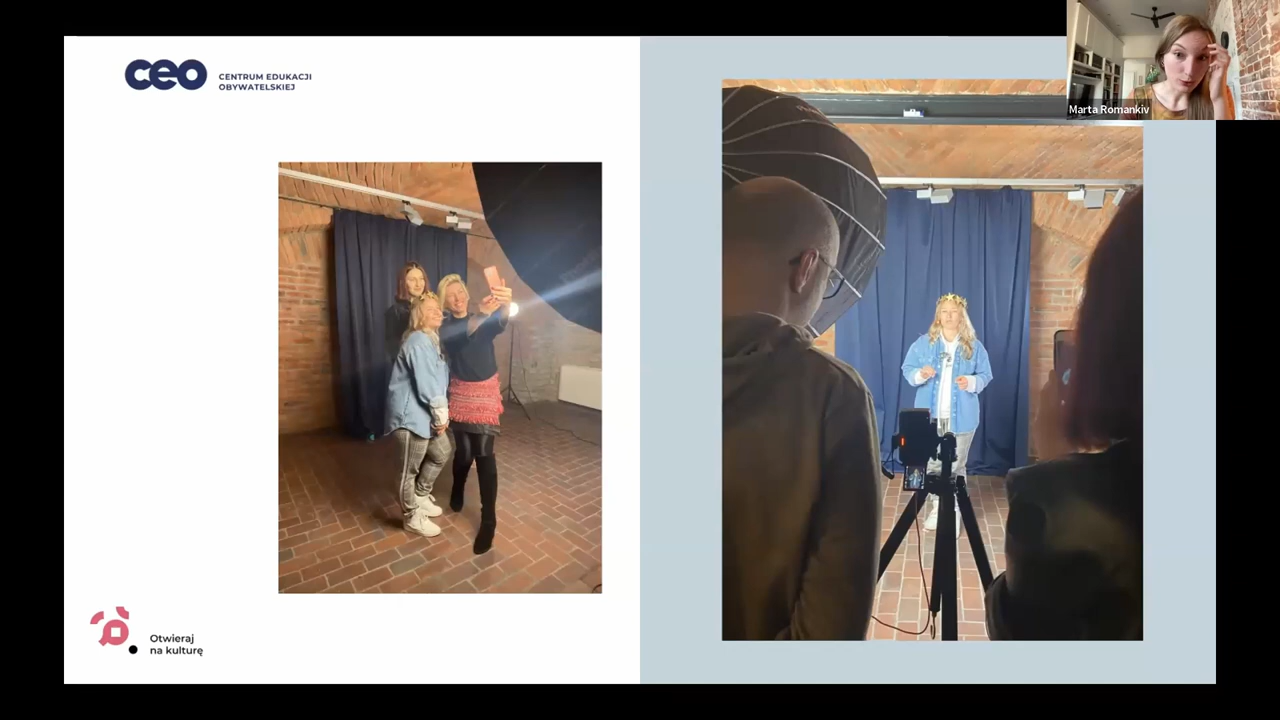 ceo
CENTRUM EDUKACJI
OBYWATELSKIEJ
Marta Romankiv
Otwieraj
na kulturę